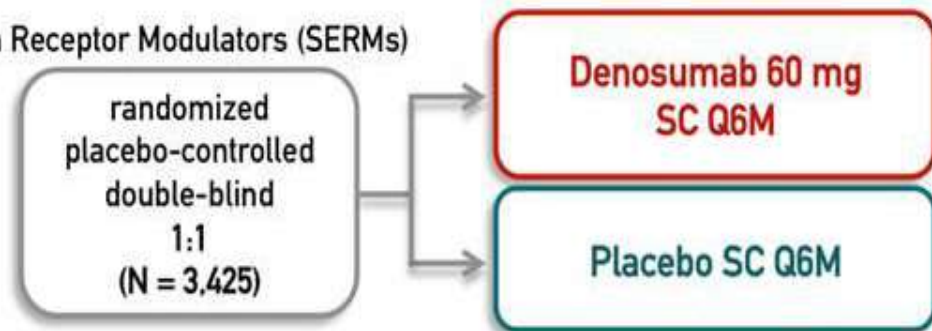 Receptor Modulators (SERMs)
randomized
placebo-controlled
double-blind
1:1
(N = 3,425)
Denosumab 60 mg
SC Q6M
Placebo SC Q6M